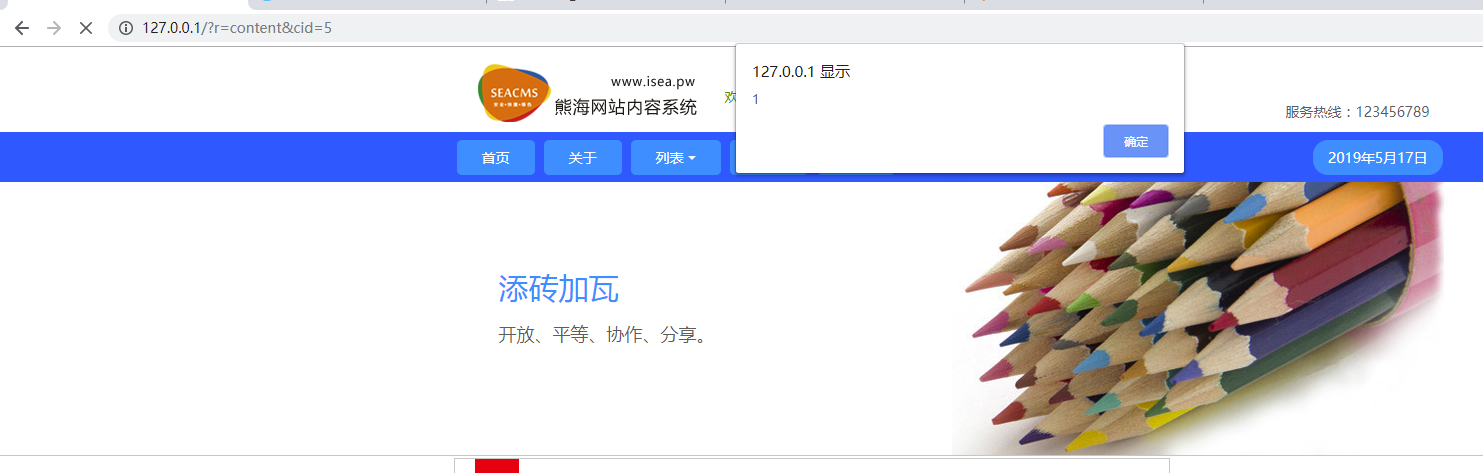 127.0.0.1/?r=content&cid=5
127.0.0.1 显示
1
确定
www.isea.pw
SEACMS
熊海网站内容系统
欢
服务热线：123456789
首页
关于
列表
2019年5月17日
添砖加瓦
开放、平等、协作、分享。